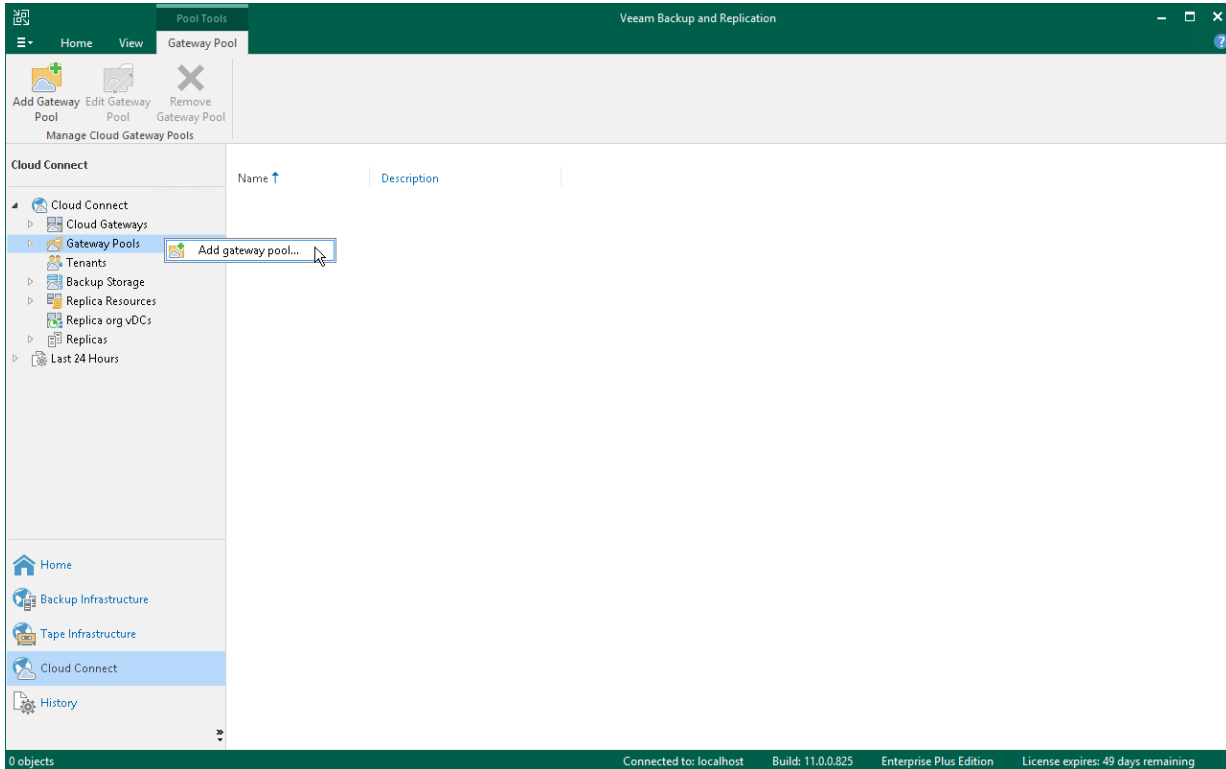 Pool Tools
Veeam Backup and Replication
Home View Gateway Pool
?
Add Gateway Pool
Edit Gateway Pool
Remove Gateway Pool
Manage Cloud Gateway Pools
Cloud Connect
Name Description
Cloud Connect
Cloud Gateways
Gateway Pools
Add gateway pool...
Tenants
Backup Storage
Replica Resources
Replica org vDCs
Replicas
Last 24 Hours
Home
Backup Infrastructure
Tape Infrastructure
Cloud Connect
History
0 objects
Connected to: localhost
Build: 11.0.0.825
Enterprise Plus Edition
License expires: 49 days remaining